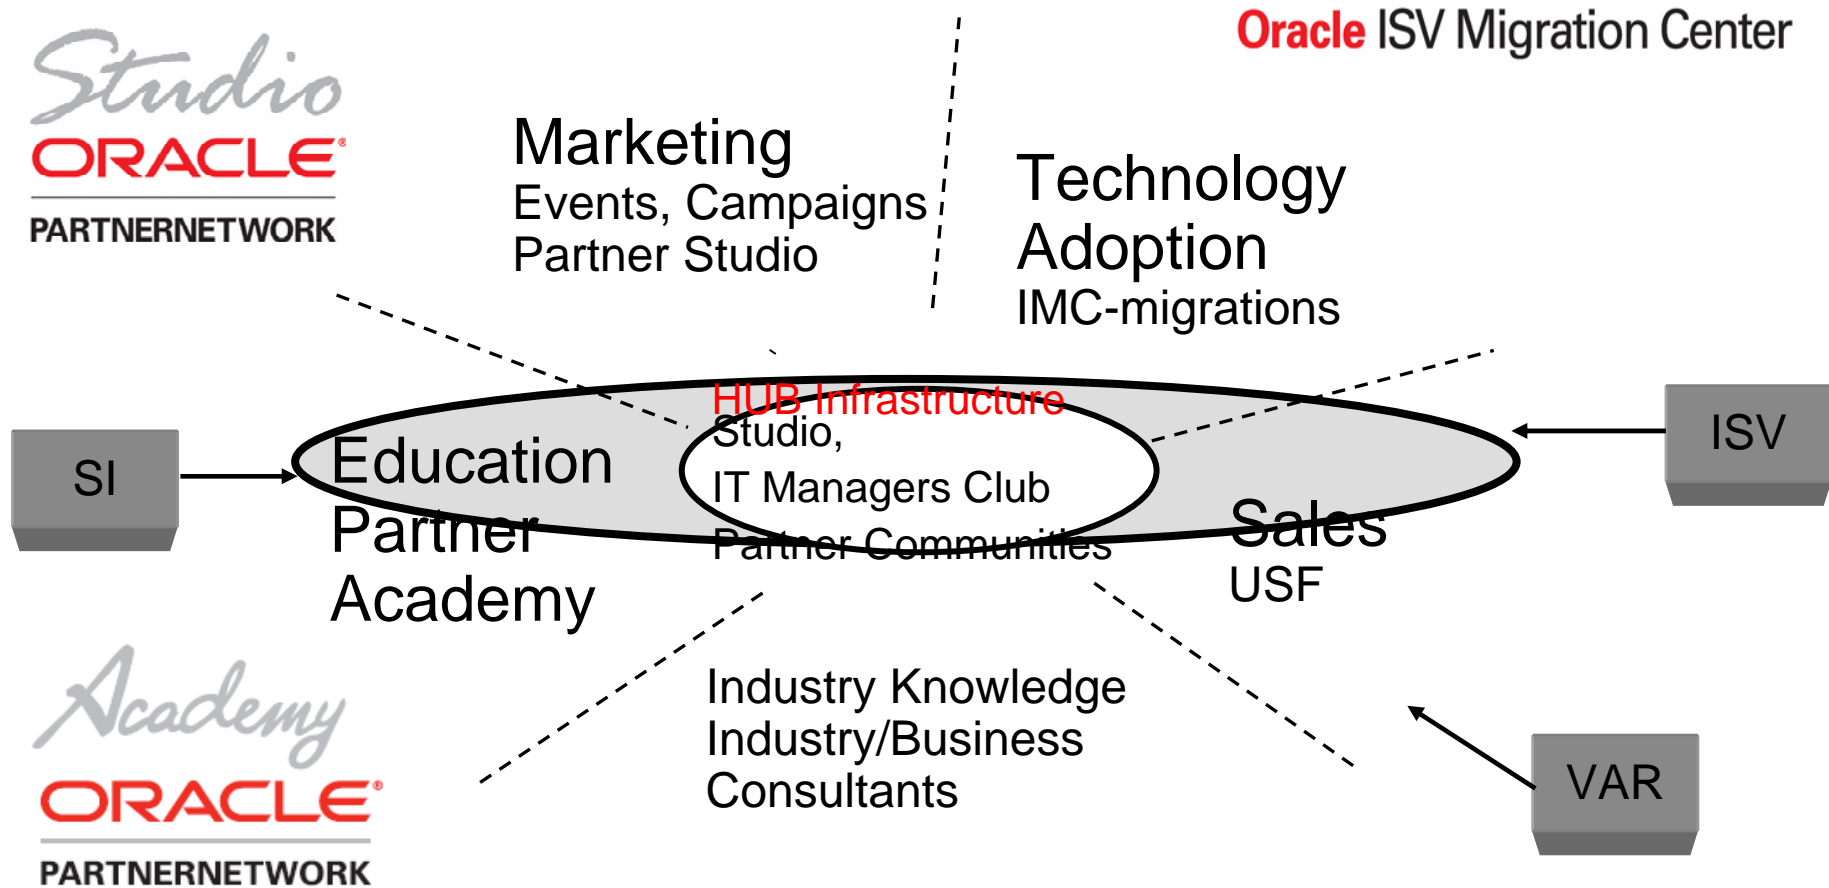 Studio
ORACLE®
PARTNERNETWORK
Oracle ISV Migration Center
Marketing
Events, Campaigns
Partner Studio
Technology
Adoption
IMC-migrations
HUB Infrastructure
Studio,
IT Managers Club
Partner Communities
SI
Education
Partner
Academy
Sales
USF
ISV
Industry Knowledge
Industry/Business
Consultants
VAR
Academy
ORACLE®
PARTNERNETWORK